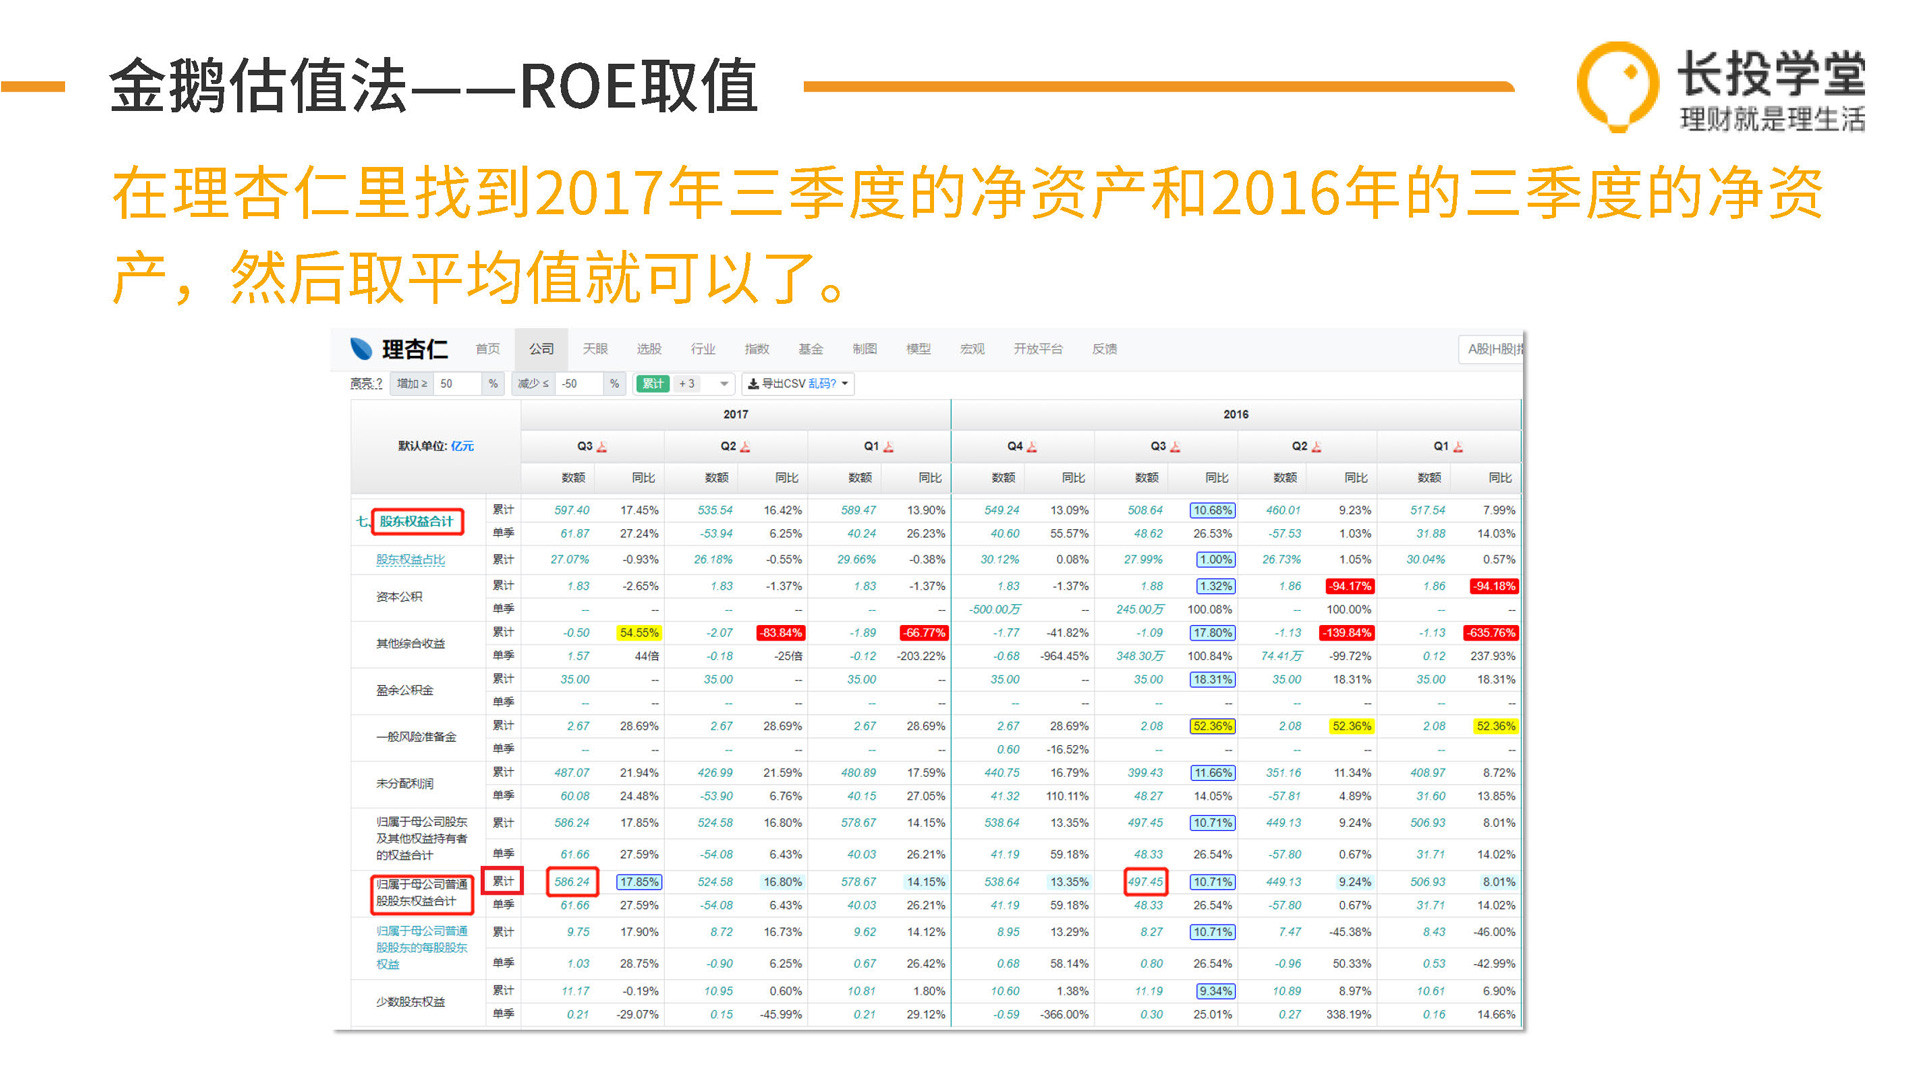 金鹅估值法——ROE取值
长投学堂
理财就是理生活
在理杏仁里找到2017年三季度的净资产和2016年的三季度的净资
产，然后取平均值就可以了。
理杏仁 首页 公司 天眼 选股 行业 指数 基金 制图 模型 宏观 开放平台 反馈 A股|H股|指
高亮:? 增加 ≥ 50 % 减少 ≤ -50 % 累计 + 3 导出CSV 乱码?
2017 2016
默认单位: 亿元 Q3 Q2 Q1 Q4 Q3 Q2 Q1
数额 同比 数额 同比 数额 同比 数额 同比 数额 同比 数额 同比 数额 同比
七、股东权益合计 累计 597.40 17.45% 535.54 16.42% 589.47 13.90% 549.24 13.09% 508.64 10.68% 460.01 9.23% 517.54 7.99%
单季 61.87 27.24% -53.94 6.25% 40.24 26.23% 40.60 55.57% 48.62 26.53% -57.53 1.03% 31.88 14.03%
股东权益占比 累计 27.07% -0.93% 26.18% -0.55% 29.66% -0.38% 30.12% 0.08% 27.99% 1.00% 26.73% 1.05% 30.04% 0.57%
资本公积 累计 1.83 -2.65% 1.83 -1.37% 1.83 -1.37% 1.83 -1.37% 1.88 1.32% 1.86 -94.17% 1.86 -94.18%
单季 -- -- -- -- -- -- -500.00万 -- 245.00万 100.08% -- 100.00% -- --
其他综合收益 累计 -0.50 54.55% -2.07 -83.84% -1.89 -66.77% -1.77 -41.82% -1.09 17.80% -1.13 -139.84% -1.13 -635.76%
单季 1.57 44倍 -0.18 -25倍 -0.12 -203.22% -0.68 -964.45% 348.30万 100.84% 74.41万 -99.72% 0.12 237.93%
盈余公积金 累计 35.00 -- 35.00 -- 35.00 -- 35.00 -- 35.00 18.31% 35.00 18.31% 35.00 18.31%
单季 -- -- -- -- -- -- -- -- -- -- -- -- -- --
一般风险准备金 累计 2.67 28.69% 2.67 28.69% 2.67 28.69% 2.67 28.69% 2.08 52.36% 2.08 52.36% 2.08 52.36%
单季 -- -- -- -- -- -- 0.60 -16.52% -- -- -- -- -- --
未分配利润 累计 487.07 21.94% 426.99 21.59% 480.89 17.59% 440.75 16.79% 399.43 11.66% 351.16 11.34% 408.97 8.72%
单季 60.08 24.48% -53.90 6.76% 40.15 27.05% 41.32 110.11% 48.27 14.05% -57.81 4.89% 31.60 13.85%
归属于母公司股东
及其他权益持有者
的权益合计 累计 586.24 17.85% 524.58 16.80% 578.67 14.15% 538.64 13.35% 497.45 10.71% 449.13 9.24% 506.93 8.01%
单季 61.66 27.59% -54.08 6.43% 40.03 26.21% 41.19 59.18% 48.33 26.54% -57.80 0.67% 31.71 14.02%
归属于母公司普通
股股东权益合计 累计 586.24 17.85% 524.58 16.80% 578.67 14.15% 538.64 13.35% 497.45 10.71% 449.13 9.24% 506.93 8.01%
单季 61.66 27.59% -54.08 6.43% 40.03 26.21% 41.19 59.18% 48.33 26.54% -57.80 0.67% 31.71 14.02%
归属于母公司普通
股股东的每股股东
权益 累计 9.75 17.90% 8.72 16.73% 9.62 14.12% 8.95 13.29% 8.27 10.71% 7.47 -45.38% 8.43 -46.00%
单季 1.03 28.75% -0.90 6.25% 0.67 26.42% 0.68 58.14% 0.80 26.54% -0.96 50.33% 0.53 -42.99%
少数股东权益 累计 11.17 -0.19% 10.95 0.60% 10.81 1.80% 10.60 1.38% 11.19 9.34% 10.89 8.97% 10.61 6.90%
单季 0.21 -29.07% 0.15 -45.99% 0.21 29.12% -0.59 -366.00% 0.30 25.01% 0.27 338.19% 0.16 14.66%